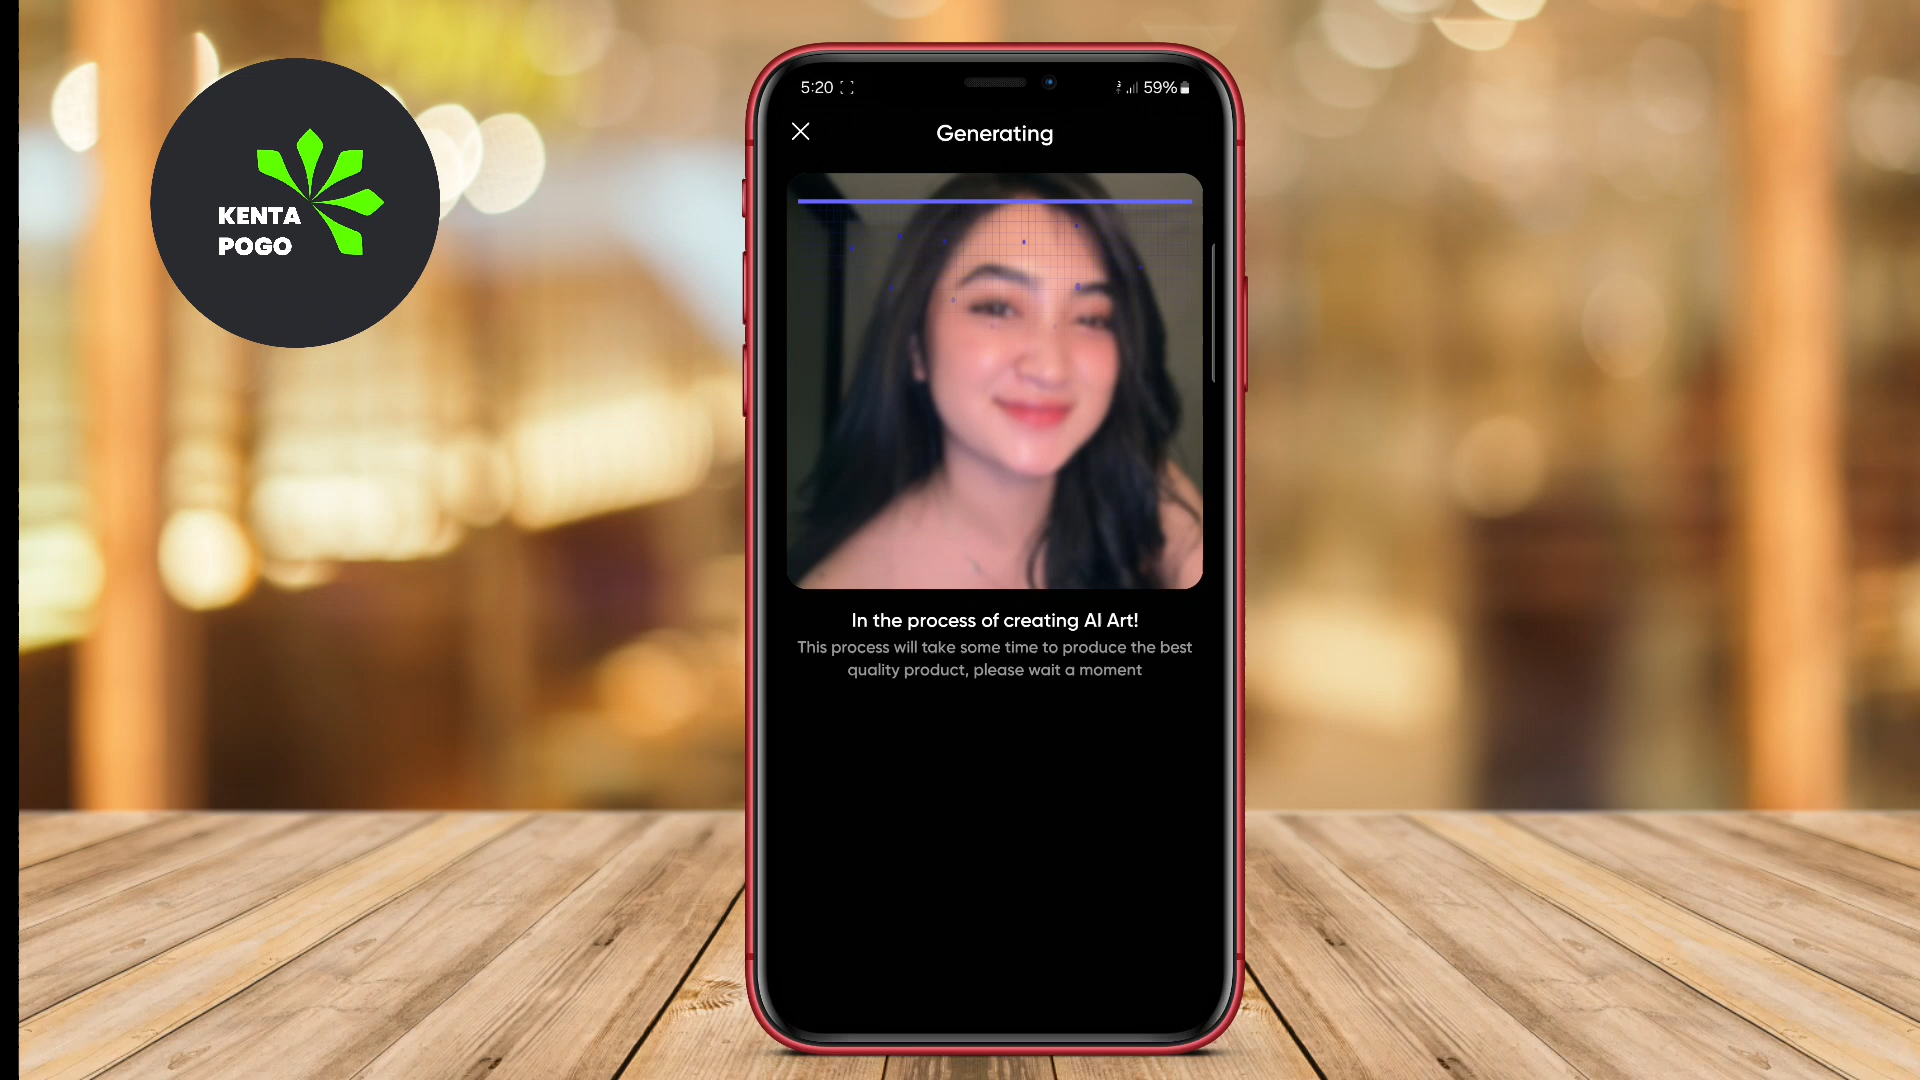 KENTA
POGO
5:20
59%
Generating
In the process of creating AI Art!
This process will take some time to produce the best
quality product, please wait a moment